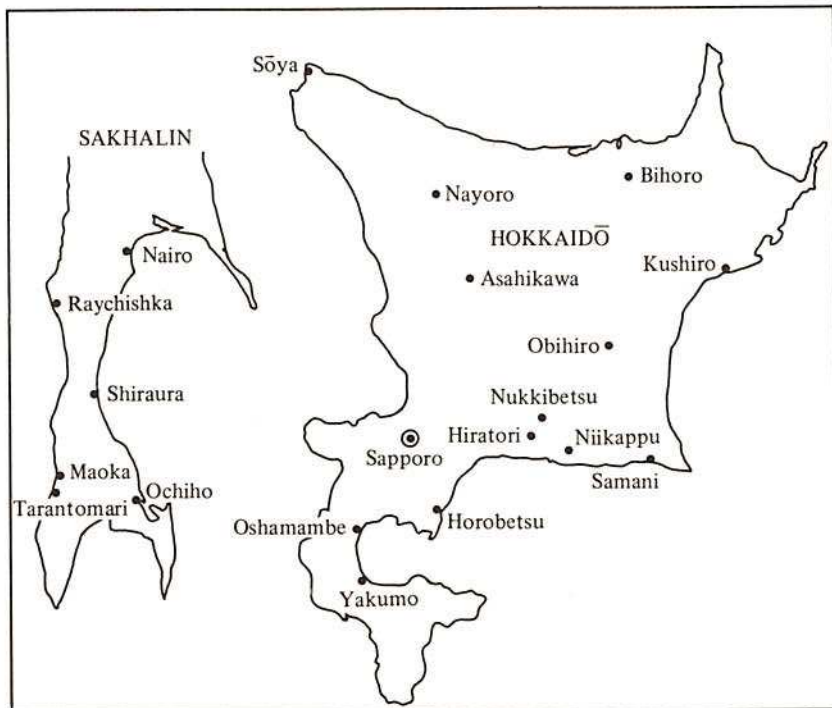 Sōya
SAKHALIN
Nayoro
Bihoro
HOKKAIDŌ
Nairo
Kushiro
Asahikawa
Raychishka
Obihiro
Shiraura
Nukkibetsu
Hiratori
Niikappu
Sapporo
Samani
Maoka
Tarantomari
Ochiho
Horobetsu
Oshamambe
Yakumo